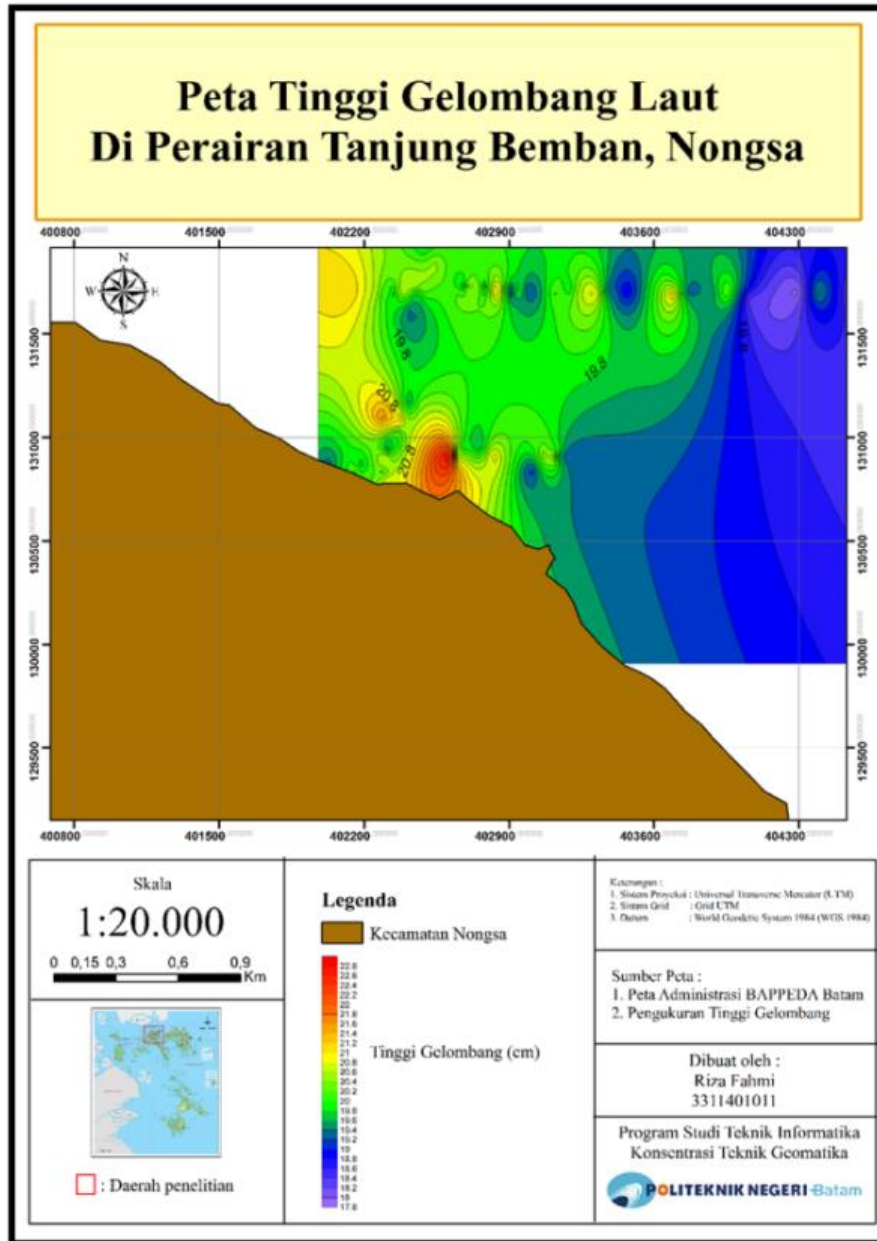 Peta Tinggi Gelombang Laut
Di Perairan Tanjung Bemban, Nongsa
400800 401500 402200 402900 403600 404300
N
W E
S
131500 131500
131000 131000
130500 130500
130000 130000
129500 129500
19.8
19.8
19.8
20.8
20.8
400800 401500 402200 402900 403600 404300
Skala
1:20.000
0 0,15 0,3 0,6 0,9
Km
: Daerah penelitian
Legenda
Kecamatan Nongsa
Tinggi Gelombang (cm)
22.8
22.6
22.4
22.2
22
21.8
21.6
21.4
21.2
21
20.8
20.6
20.4
20.2
20
19.8
19.6
19.4
19.2
19
18.8
18.6
18.4
18.2
18
17.8
Keterangan :
1. Sistem Proyeksi : Universal Transverse Mercator (UTM)
2. Sistem Grid : Grid UTM
3. Datum : World Geodetic System 1984 (WGS 1984)
Sumber Peta :
1. Peta Administrasi BAPPEDA Batam
2. Pengukuran Tinggi Gelombang
Dibuat oleh :
Riza Fahmi
3311401011
Program Studi Teknik Informatika
Konsentrasi Teknik Geomatika
POLITEKNIK NEGERI Batam